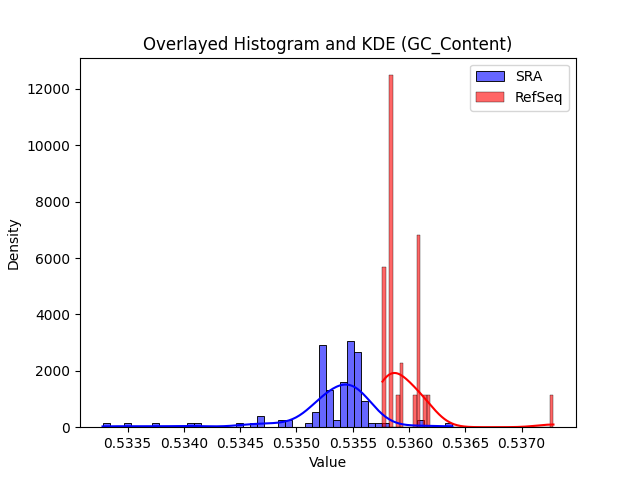 Overlayed Histogram and KDE (GC_Content)
SRA
RefSeq
12000
10000
8000
6000
4000
2000
0
Density
0.5335 0.5340 0.5345 0.5350 0.5355 0.5360 0.5365 0.5370
Value